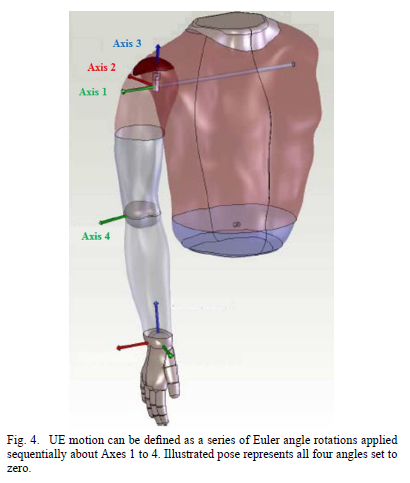 Axis 3
Axis 2
Axis 1
Axis 4
Fig. 4. UE motion can be defined as a series of Euler angle rotations applied
sequentially about Axes 1 to 4. Illustrated pose represents all four angles set to
zero.